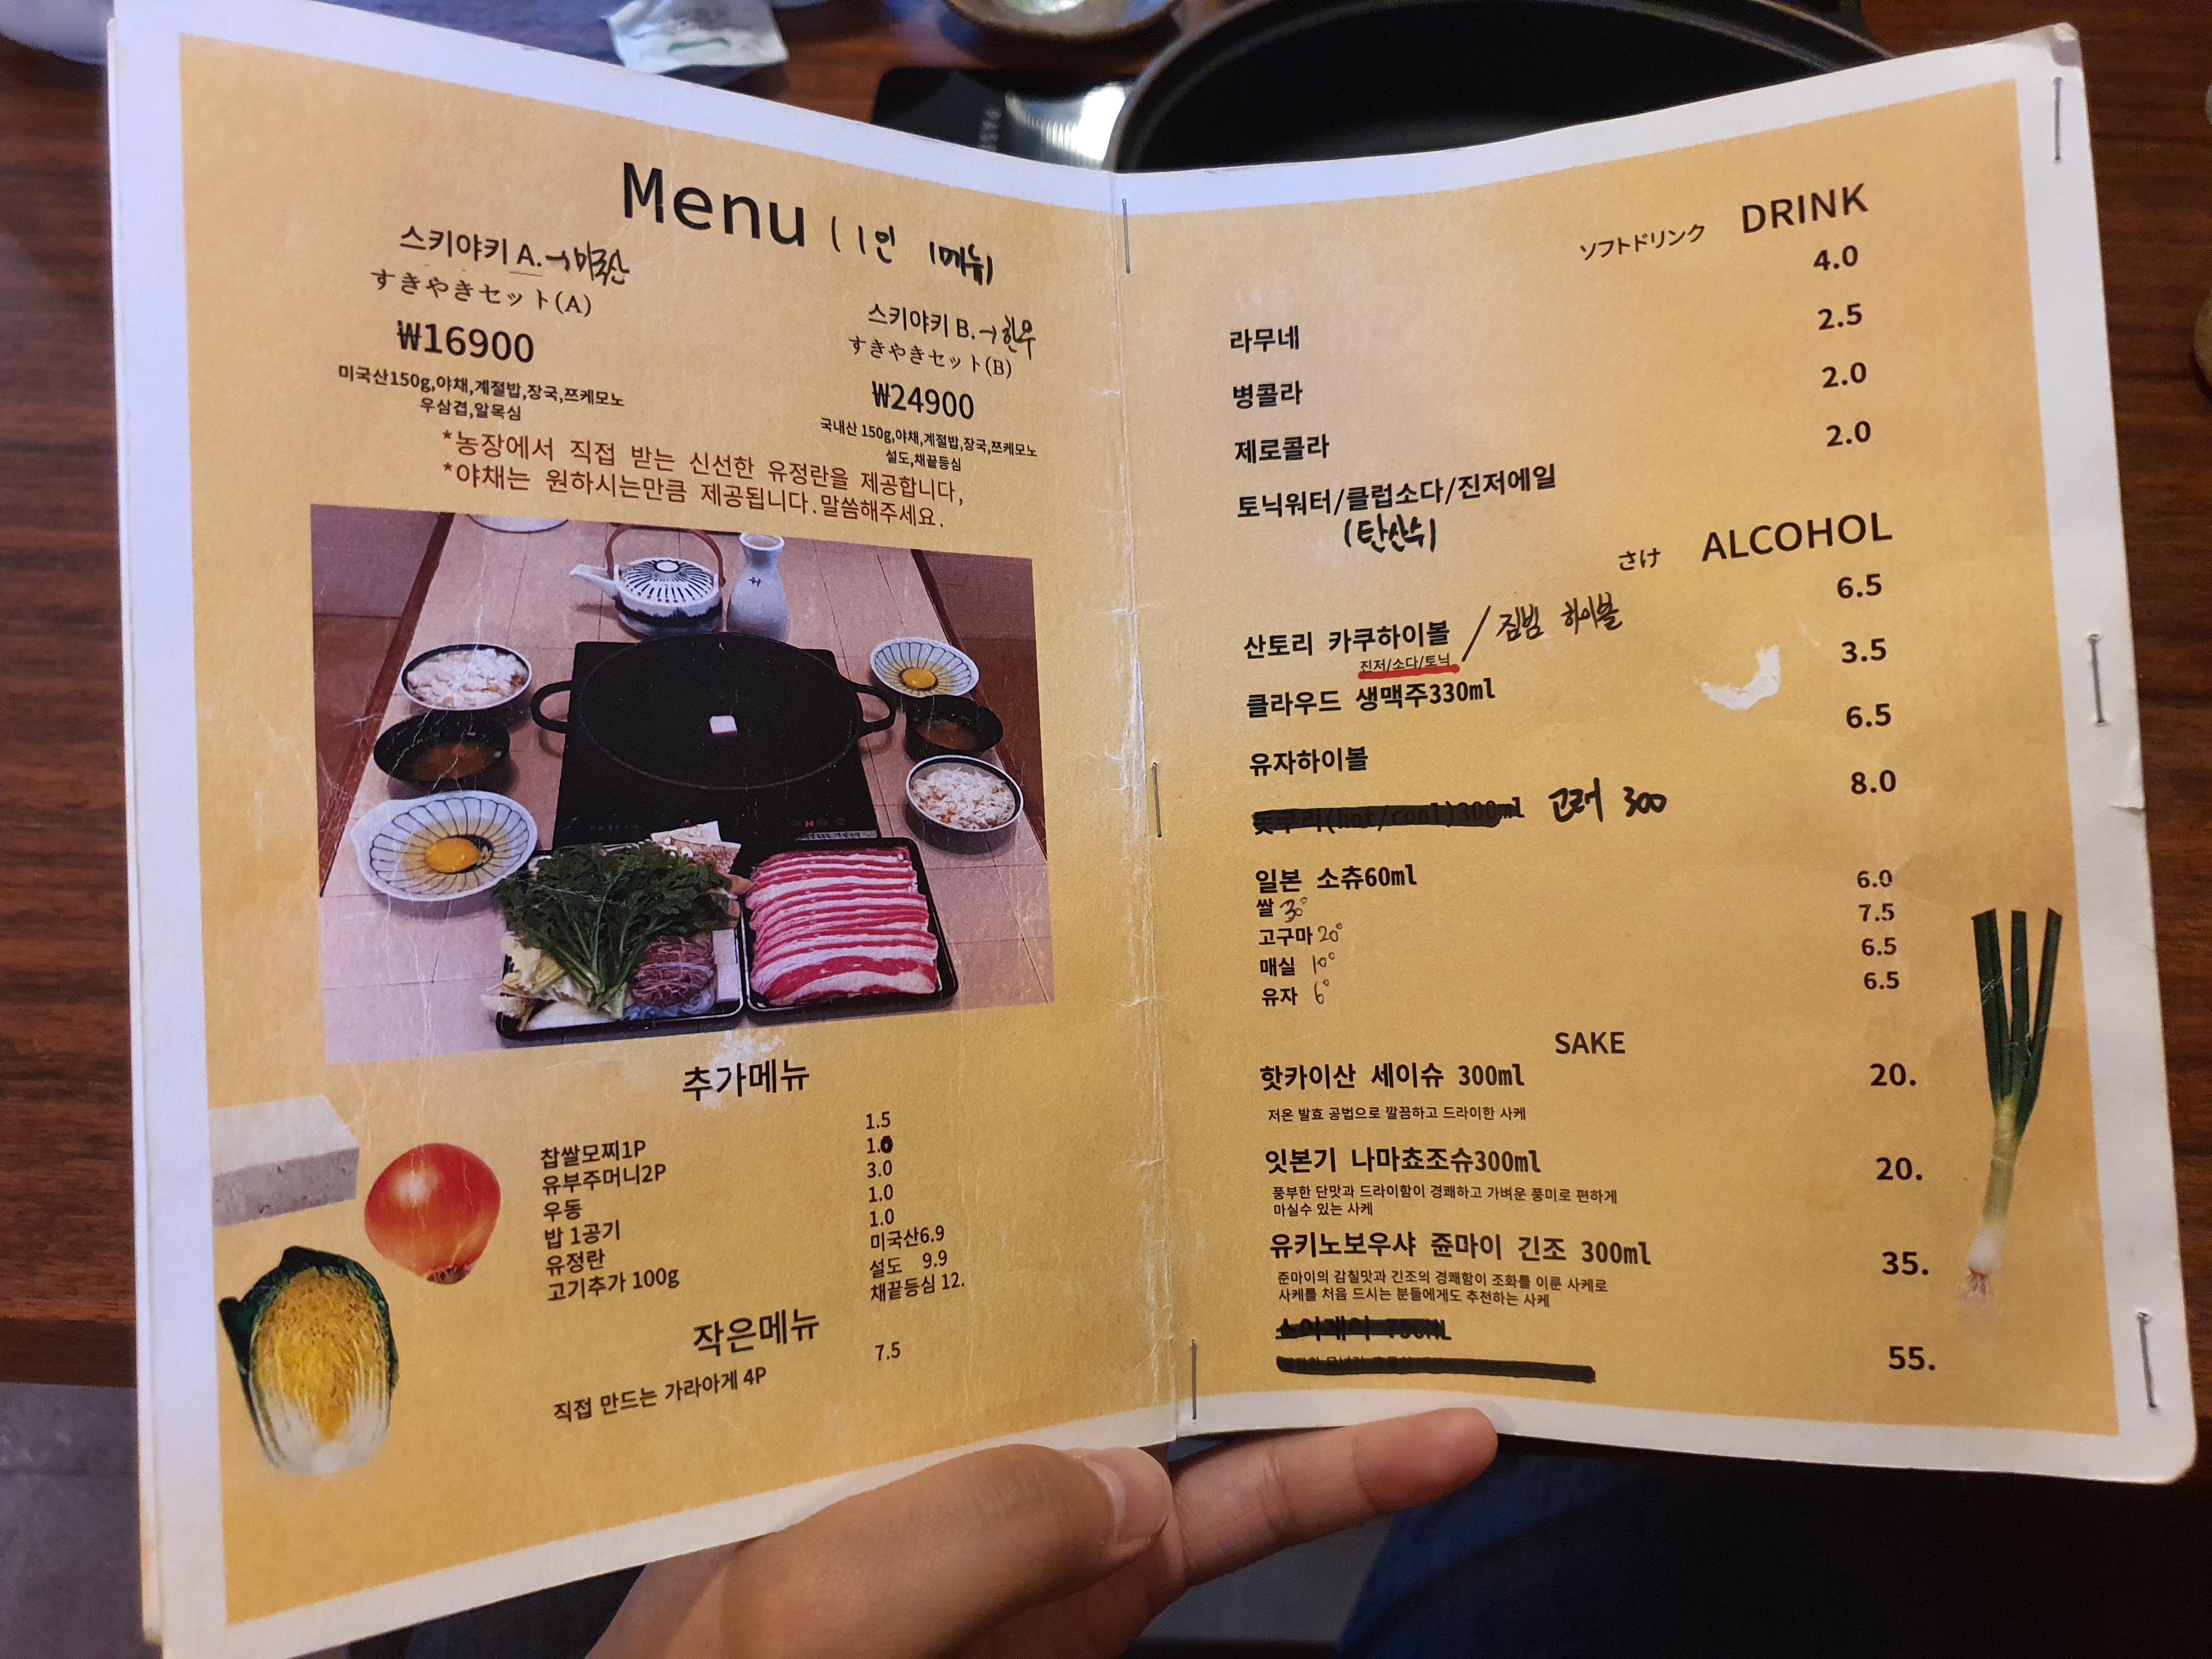 Menu (1인 1메뉴)
스키야키 A.→미국산
すきやきセット(A)
₩16900
미국산150g,야채,계절밥,장국,쯔케모노
우삼겹,알목심
스키야키 B.→한우
すきやきセット(B)
₩24900
국내산 150g,야채,계절밥,장국,쯔케모노
설도,채끝등심
*농장에서 직접 받는 신선한 유정란을 제공합니다,
*야채는 원하시는만큼 제공됩니다.말씀해주세요.
추가메뉴
찹쌀모찌1P 1.5
유부주머니2P 1.0
우동 3.0
밥 1공기 1.0
유정란 1.0
고기추가 100g 미국산6.9
설도 9.9
채끝등심 12.
작은메뉴
직접 만드는 가라아게 4P 7.5
ソフトドリンク DRINK
라무네 4.0
병콜라 2.5
제로콜라 2.0
토닉워터/클럽소다/진저에일 2.0
(탄산수)
さけ ALCOHOL
산토리 카쿠하이볼 / 짐빔 하이볼 6.5
진저/소다/토닉
클라우드 생맥주330ml 3.5
유자하이볼 6.5
돗쿠리(hot/cool)300ml 고래 300 8.0
일본 소츄60ml
쌀 30° 6.0
고구마 20° 7.5
매실 10° 6.5
유자 6° 6.5
SAKE
핫카이산 세이슈 300ml 20.
저온 발효 공법으로 깔끔하고 드라이한 사케
잇본기 나마쵸조슈300ml 20.
풍부한 단맛과 드라이함이 경쾌하고 가벼운 풍미로 편하게
마실수 있는 사케
유키노보우샤 쥰마이 긴조 300ml 35.
준마이의 감칠맛과 긴조의 경쾌함이 조화를 이룬 사케로
사케를 처음 드시는 분들에게도 추천하는 사케
55.